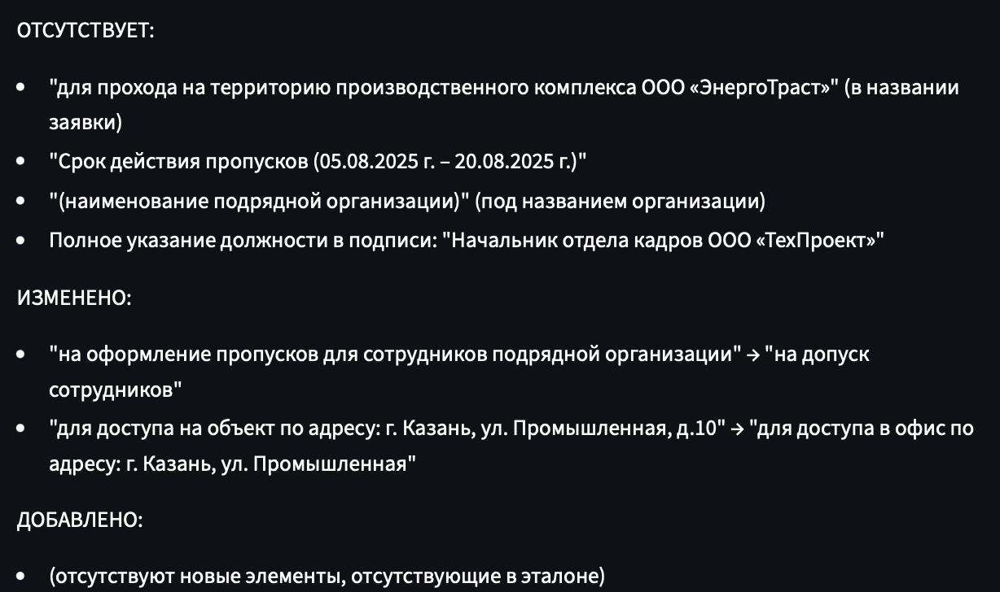 ОТСУТСТВУЕТ:
• "для прохода на территорию производственного комплекса ООО «ЭнергоТраст»" (в названии
заявки)
• "Срок действия пропусков (05.08.2025 г. – 20.08.2025 г.)"
• "(наименование подрядной организации)" (под названием организации)
• Полное указание должности в подписи: "Начальник отдела кадров ООО «ТехПроект»"
ИЗМЕНЕНО:
• "на оформление пропусков для сотрудников подрядной организации" → "на допуск
сотрудников"
• "для доступа на объект по адресу: г. Казань, ул. Промышленная, д.10" → "для доступа в офис по
адресу: г. Казань, ул. Промышленная"
ДОБАВЛЕНО:
• (отсутствуют новые элементы, отсутствующие в эталоне)